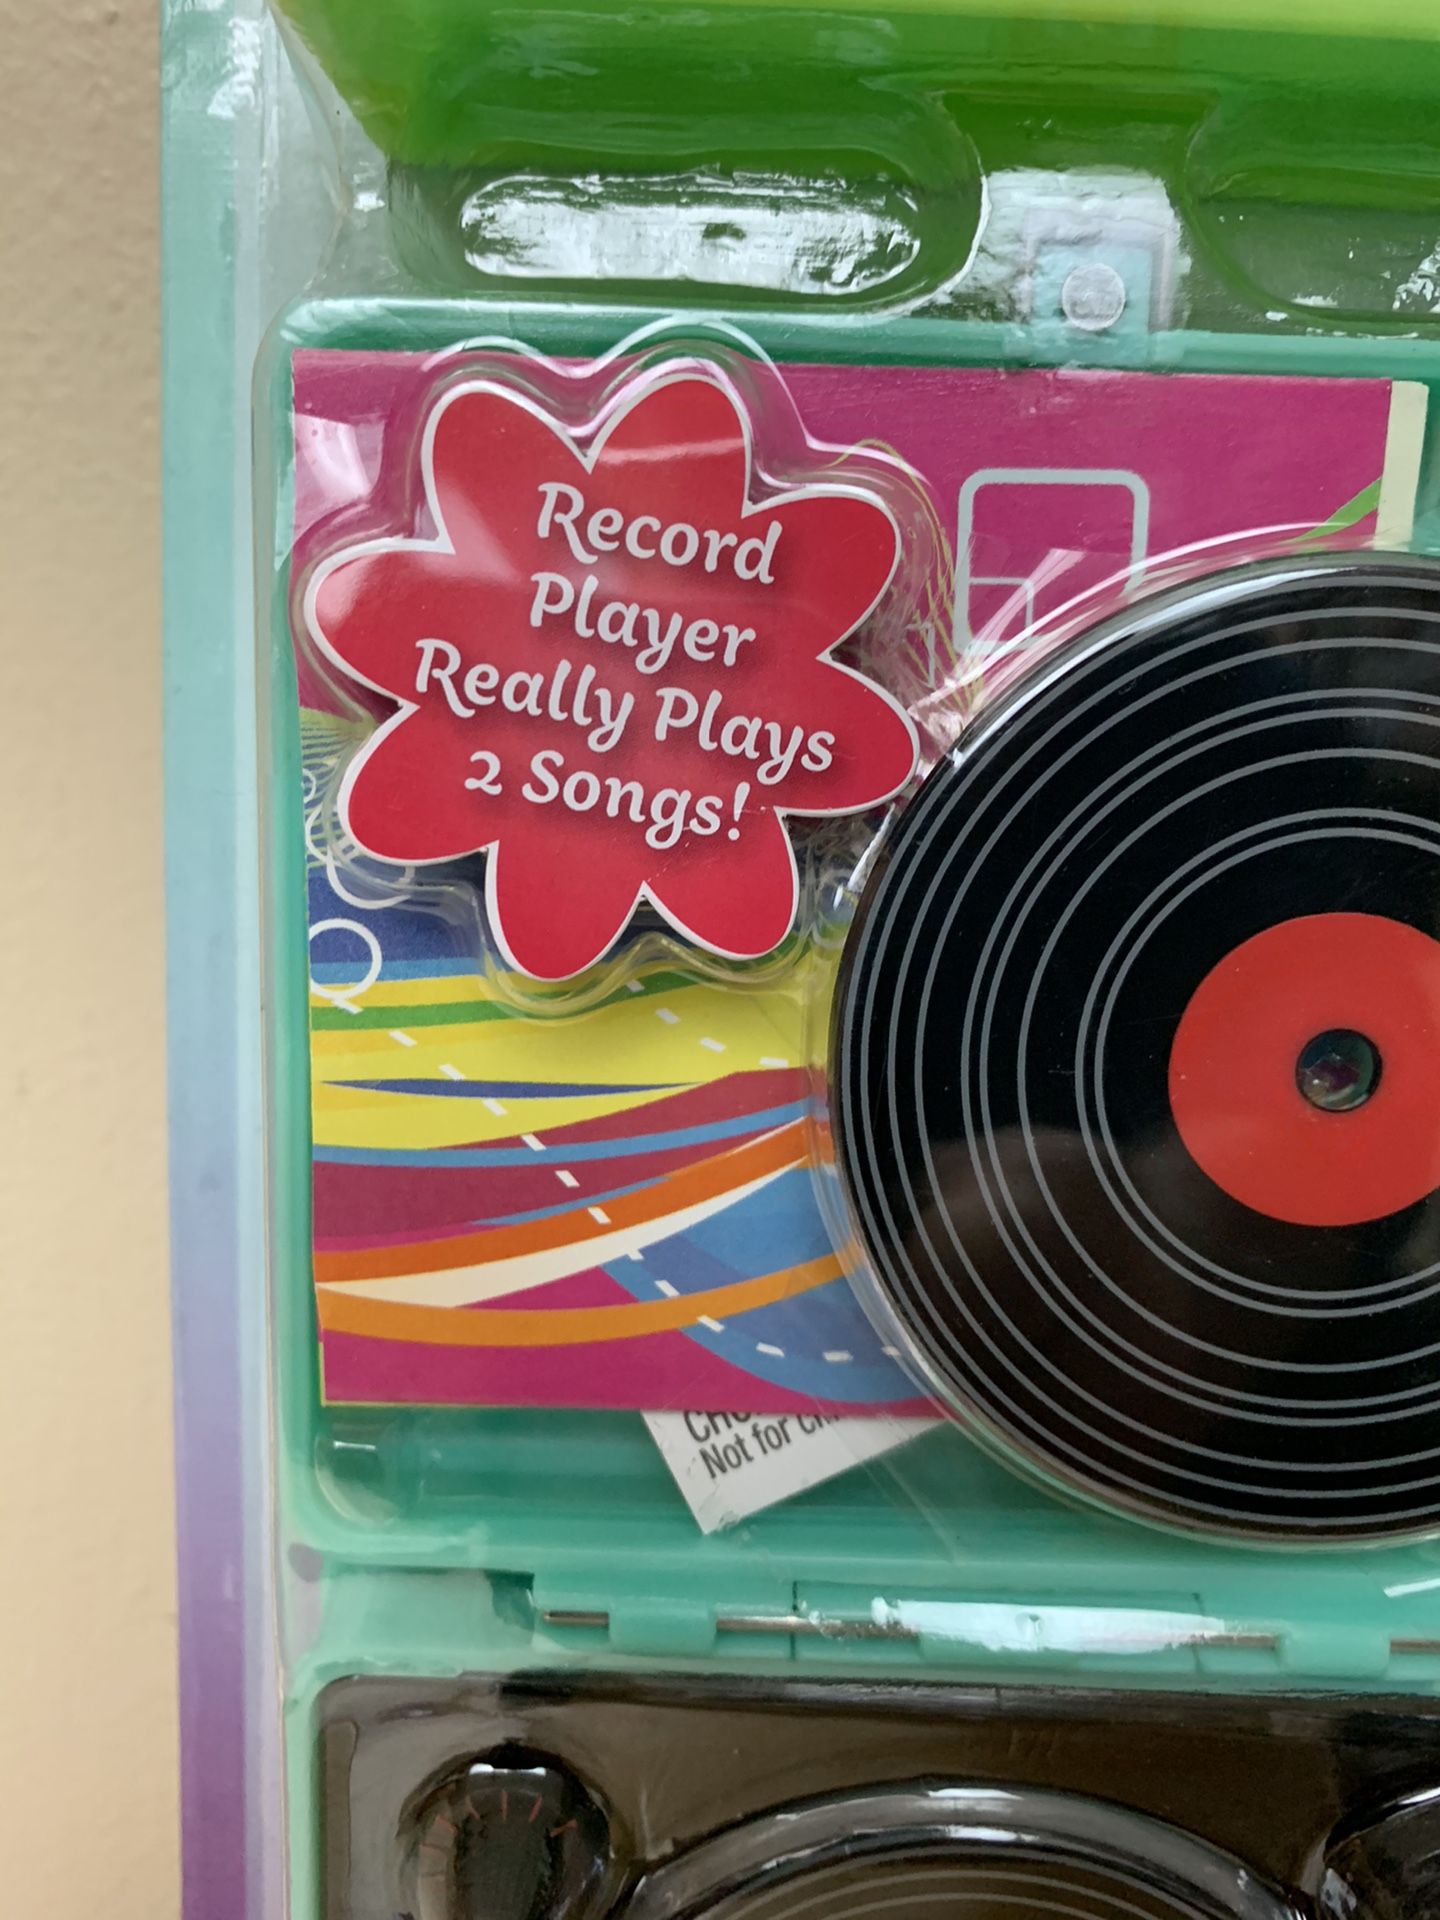 Record
Player
Really Plays
2 Songs!
Not for